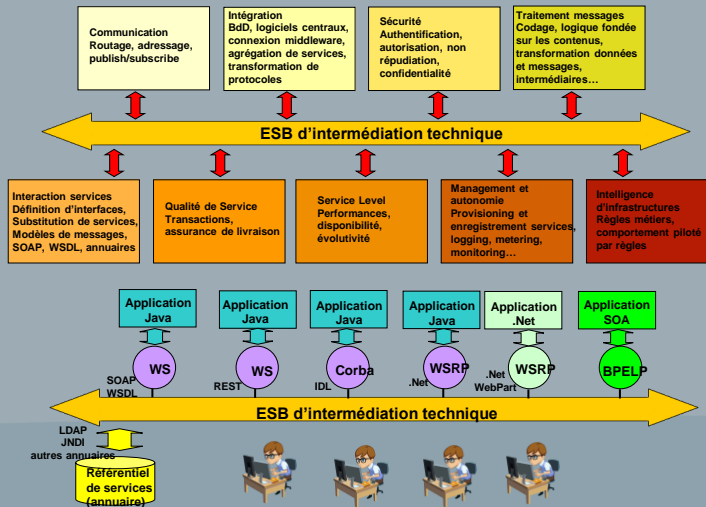 Communication
Routage, adressage,
publish/subscribe
Intégration
BdD, logiciels centraux,
connexion middleware,
agrégation de services,
transformation de
protocoles
Sécurité
Authentification,
autorisation, non
répudiation,
confidentialité
Traitement messages
Codage, logique fondée
sur les contenus,
transformation données
et messages,
intermédiaires…
ESB d’intermédiation technique
Interaction services
Définition d’interfaces,
Substitution de services,
Modèles de messages,
SOAP, WSDL, annuaires
Qualité de Service
Transactions,
assurance de livraison
Service Level
Performances,
disponibilité,
évolutivité
Management et
autonomie
Provisioning et
enregistrement services,
logging, metering,
monitoring…
Intelligence
d’infrastructures
Règles métiers,
comportement piloté
par règles
Application
Java
Application
Java
Application
Java
Application
Java
Application
.Net
Application
SOA
WS
WS
Corba
WSRP
WSRP
BPELP
SOAP
WSDL
REST
IDL
.Net
.Net
WebPart
ESB d’intermédiation technique
LDAP
JNDI
autres annuaires
Référentiel
de services
(annuaire)